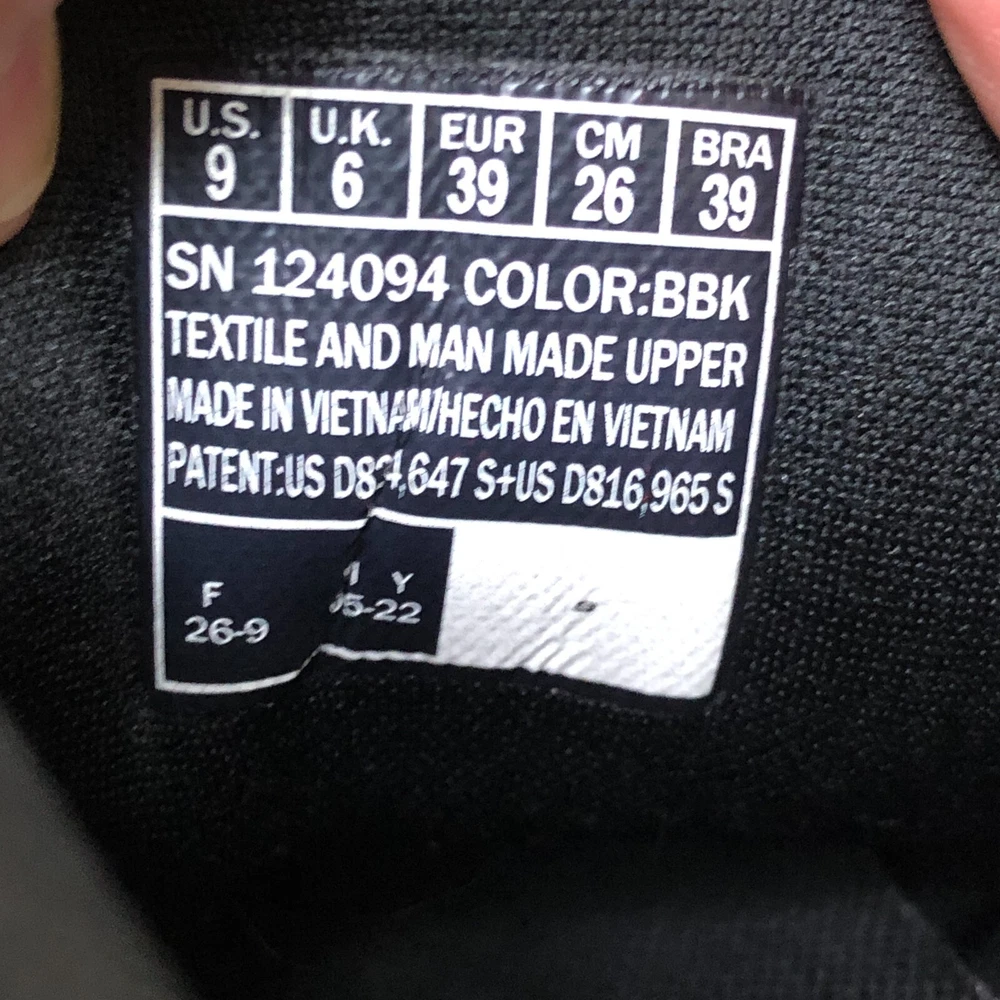 U.S. U.K. EUR CM BRA
9 6 39 26 39
SN 124094 COLOR:BBK
TEXTILE AND MAN MADE UPPER
MADE IN VIETNAM/HECHO EN VIETNAM
PATENT:US S+US D816,965 S
F Y
26-9